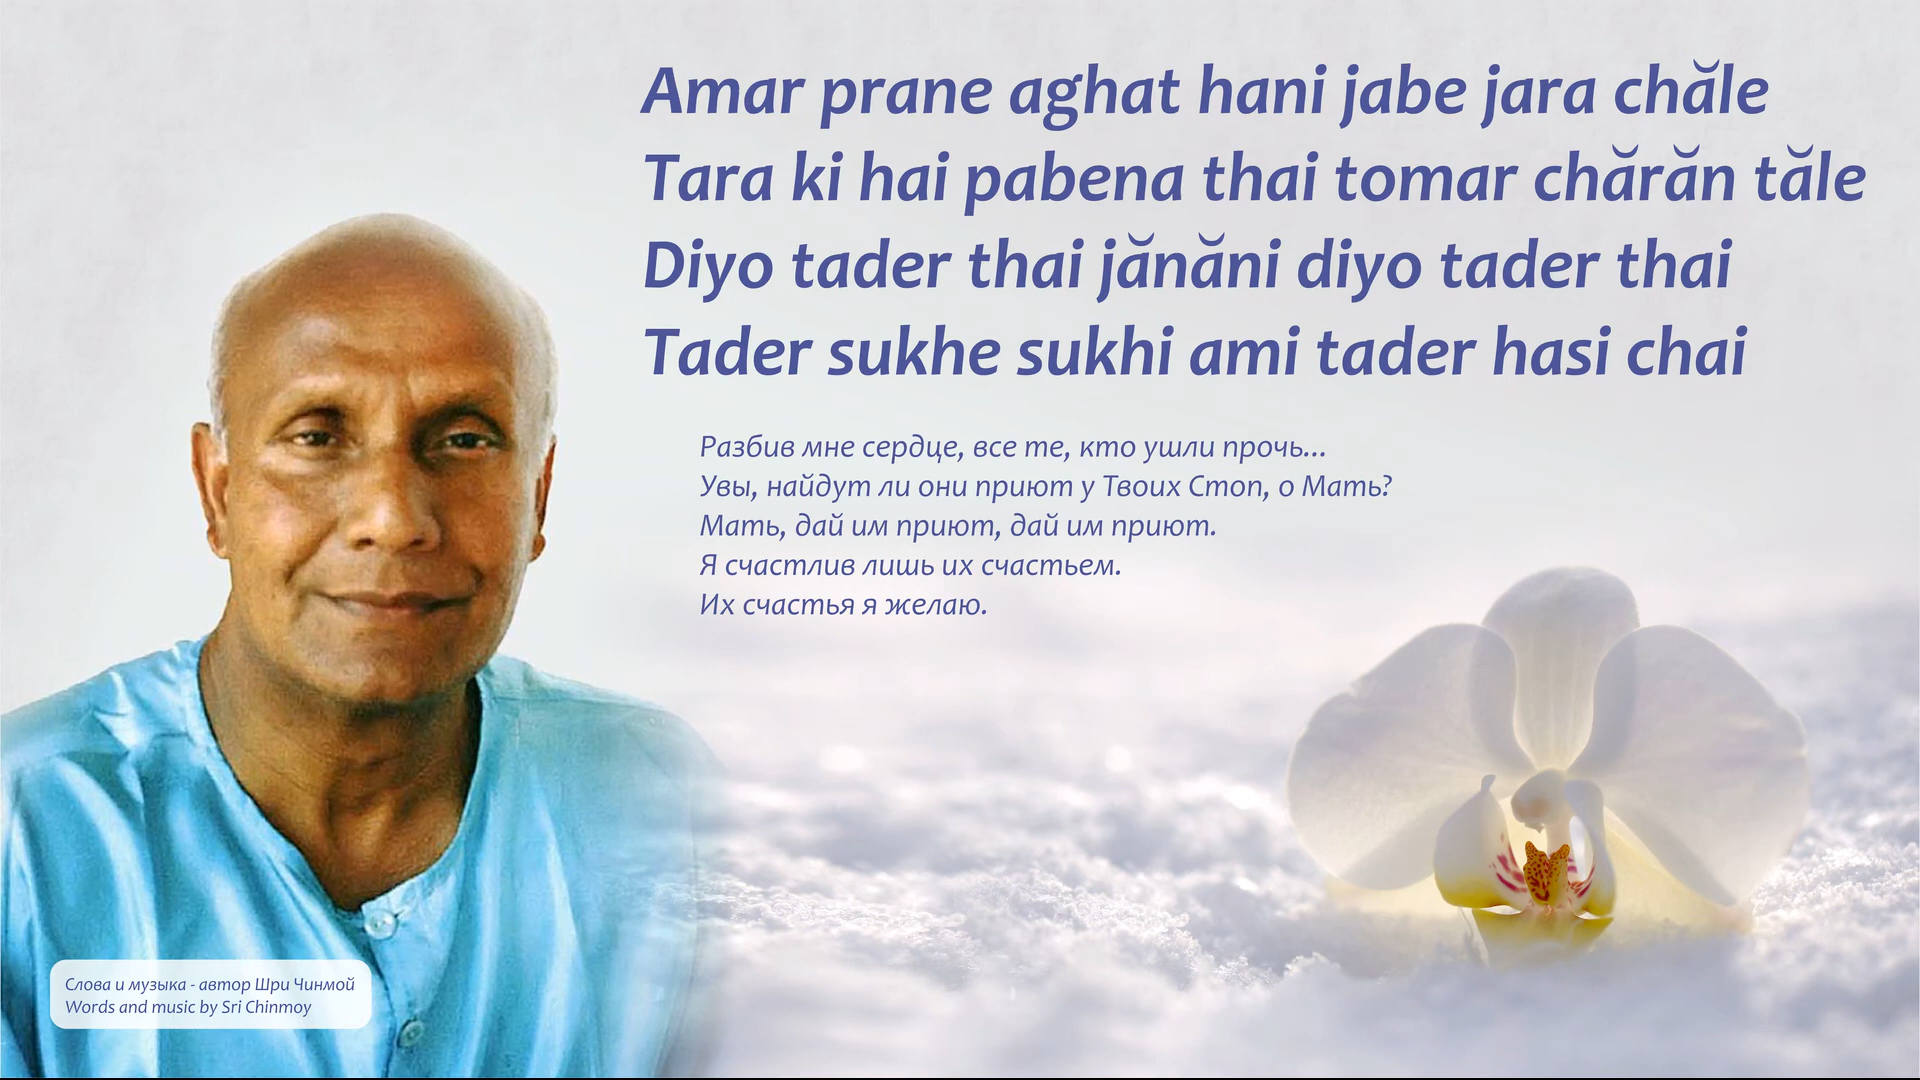 Amar prane aghat hani jabe jara chăle
Tara ki hai pabena thai tomar chărăn tăle
Diyo tader thai jănăni diyo tader thai
Tader sukhe sukhi ami tader hasi chai
Разбив мне сердце, все те, кто ушли прочь...
Увы, найдут ли они приют у Твоих Стоп, о Мать?
Мать, дай им приют, дай им приют.
Я счастлив лишь их счастьем.
Их счастья я желаю.
Слова и музыка - автор Шри Чинмой
Words and music by Sri Chinmoy